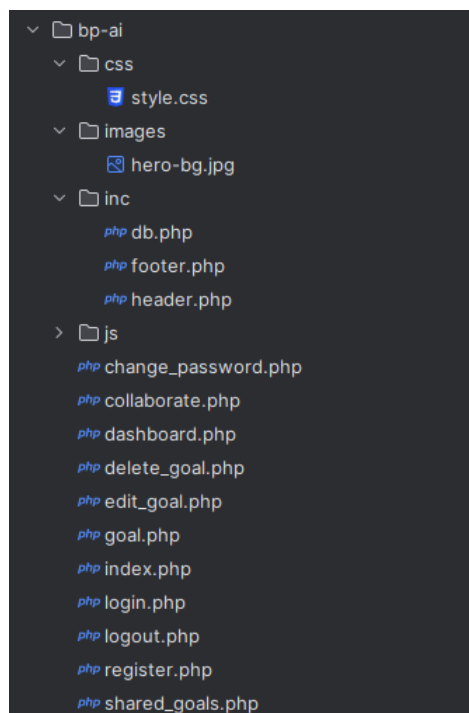 bp-ai
css
style.css
images
hero-bg.jpg
inc
php db.php
php footer.php
php header.php
js
php change_password.php
php collaborate.php
php dashboard.php
php delete_goal.php
php edit_goal.php
php goal.php
php index.php
php login.php
php logout.php
php register.php
php shared_goals.php